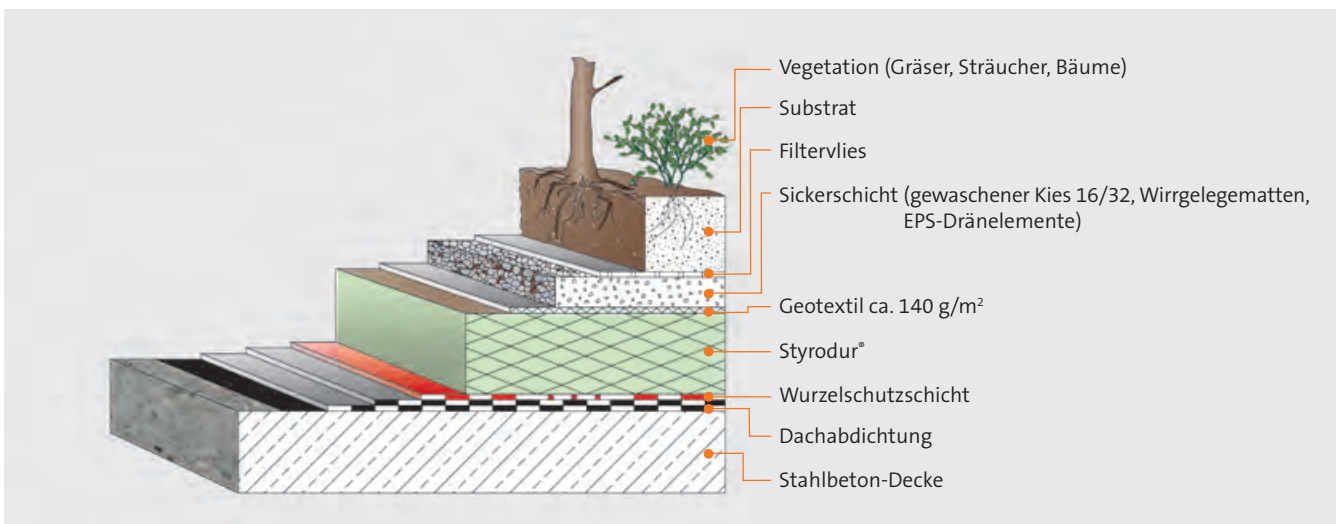 Vegetation (Gräser, Sträucher, Bäume)
Substrat
Filtervlies
Sickerschicht (gewaschener Kies 16/32, Wirrgelegematten,
EPS-Dränelemente)
Geotextil ca. 140 g/m²
Styrodur®
Wurzelschutzschicht
Dachabdichtung
Stahlbeton-Decke